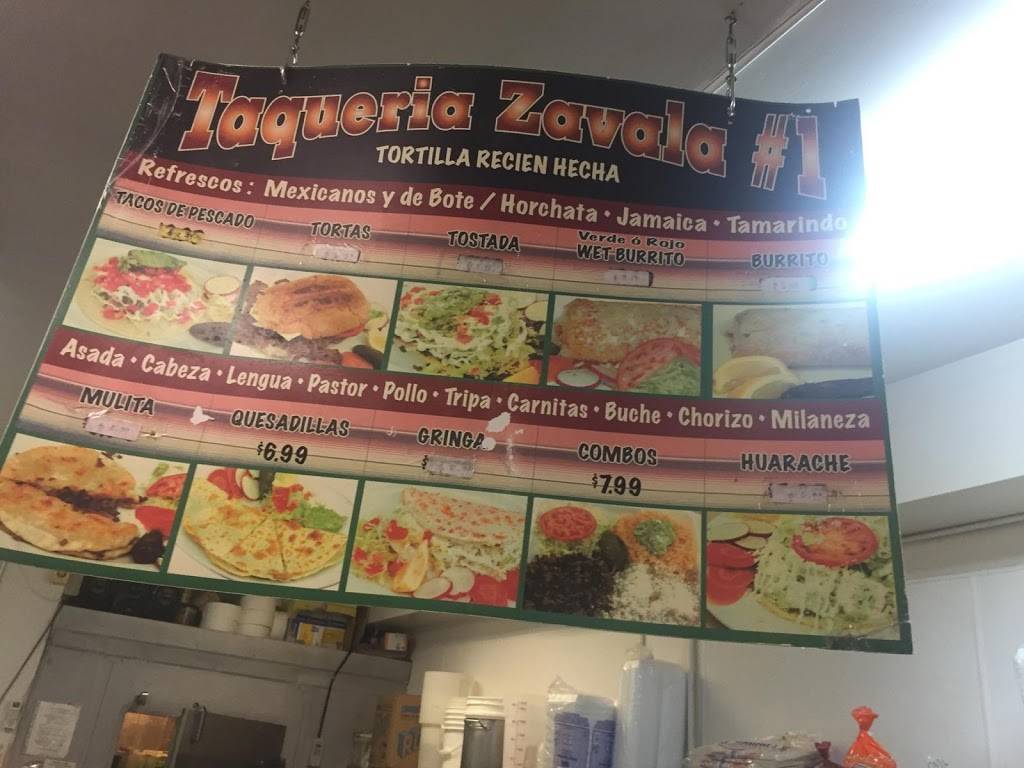 Taqueria Zavala #1
TORTILLA RECIEN HECHA
Refrescos: Mexicanos y de Bote / Horchata • Jamaica • Tamarindo
TACOS DE PESCADO
TORTAS
TOSTADA
Verde ó Rojo
WET BURRITO
BURRITO
Asada • Cabeza • Lengua • Pastor • Pollo • Tripa • Carnitas • Buche • Chorizo • Milaneza
MULITA
QUESADILLAS
$6.99
GRINGA
$
COMBOS
$7.99
HUARACHE